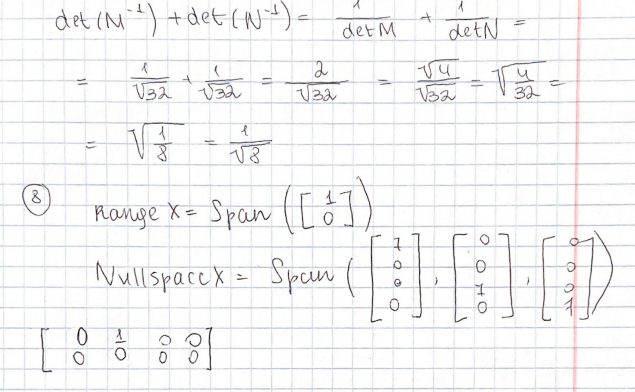 det(M⁻¹) + det(N⁻¹) = 1/detM + 1/detN =
= 1/√32 + 1/√32 = 2/√32 = √4/√32 = √(4/32) =
= √(1/8) = 1/√8
⑧ Range X = Span ([1 0])
Nullspace X = Span ([1 0 0 0], [0 0 1 0], [0 0 0 1])
[0 1 0 0
0 0 0 0]